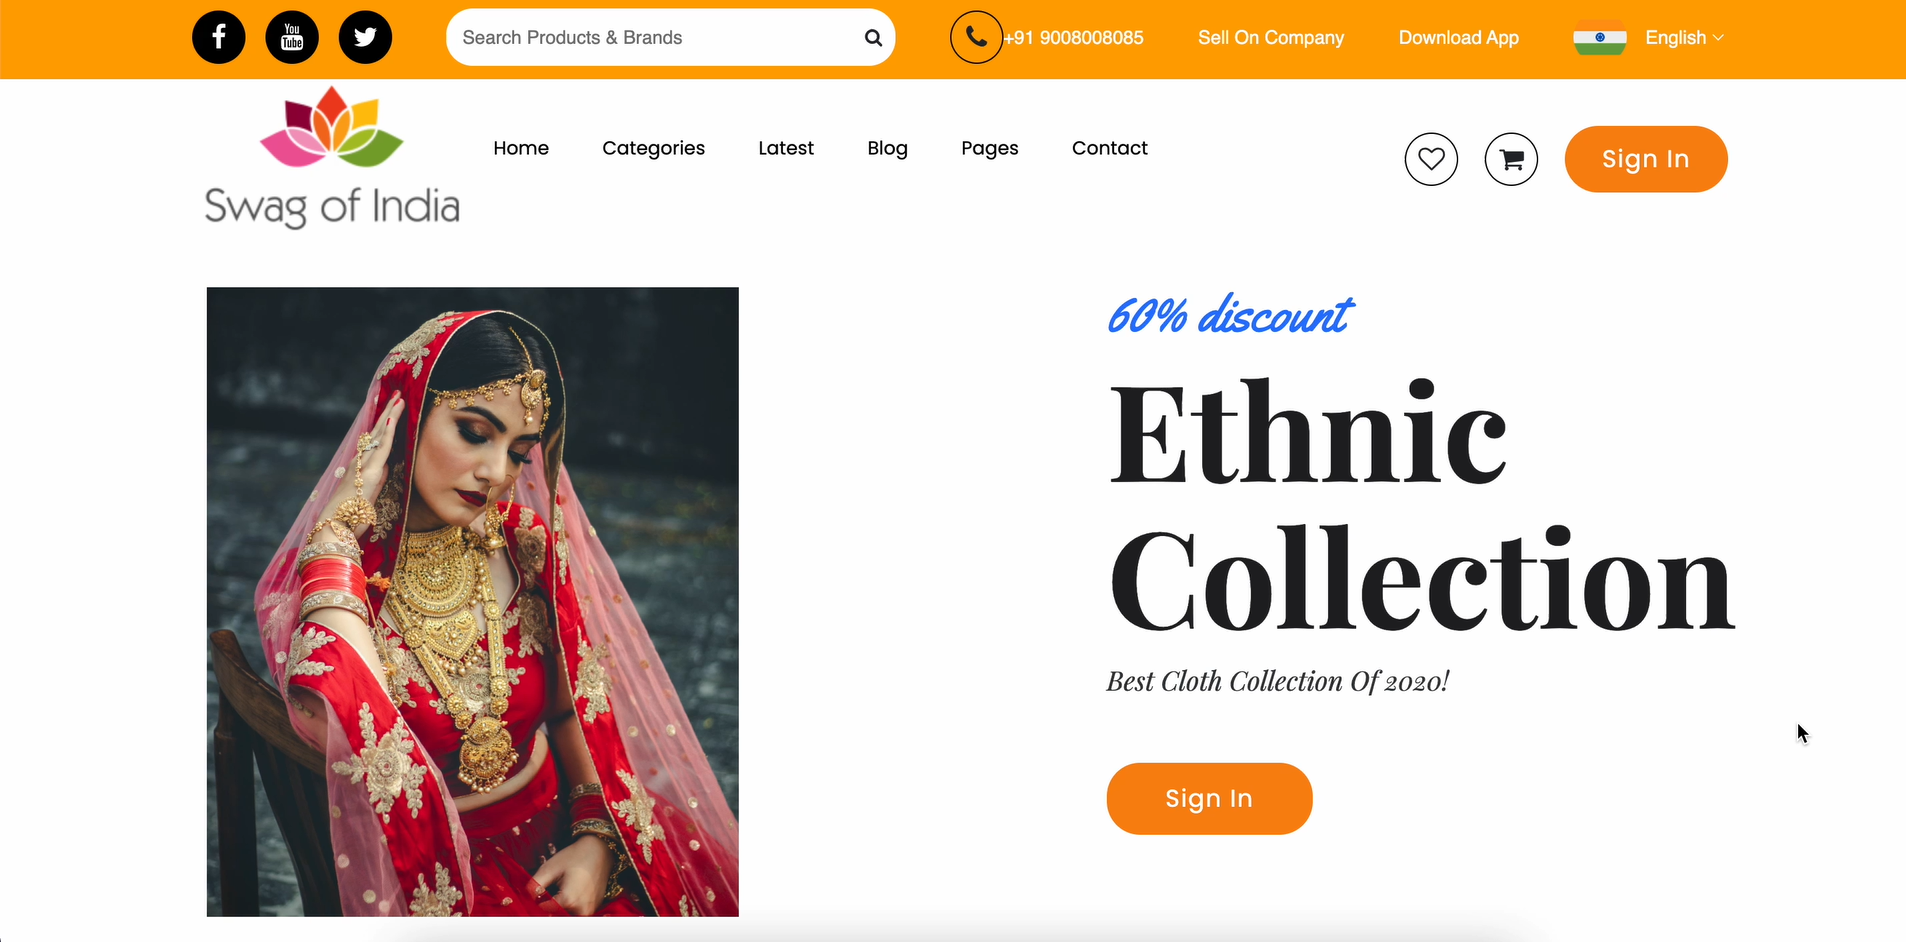 You
Tube
Search Products & Brands
+91 9008008085
Sell On Company
Download App
English
Swag of India
Home
Categories
Latest
Blog
Pages
Contact
Sign In
60% discount
Ethnic
Collection
Best Cloth Collection Of 2020!
Sign In